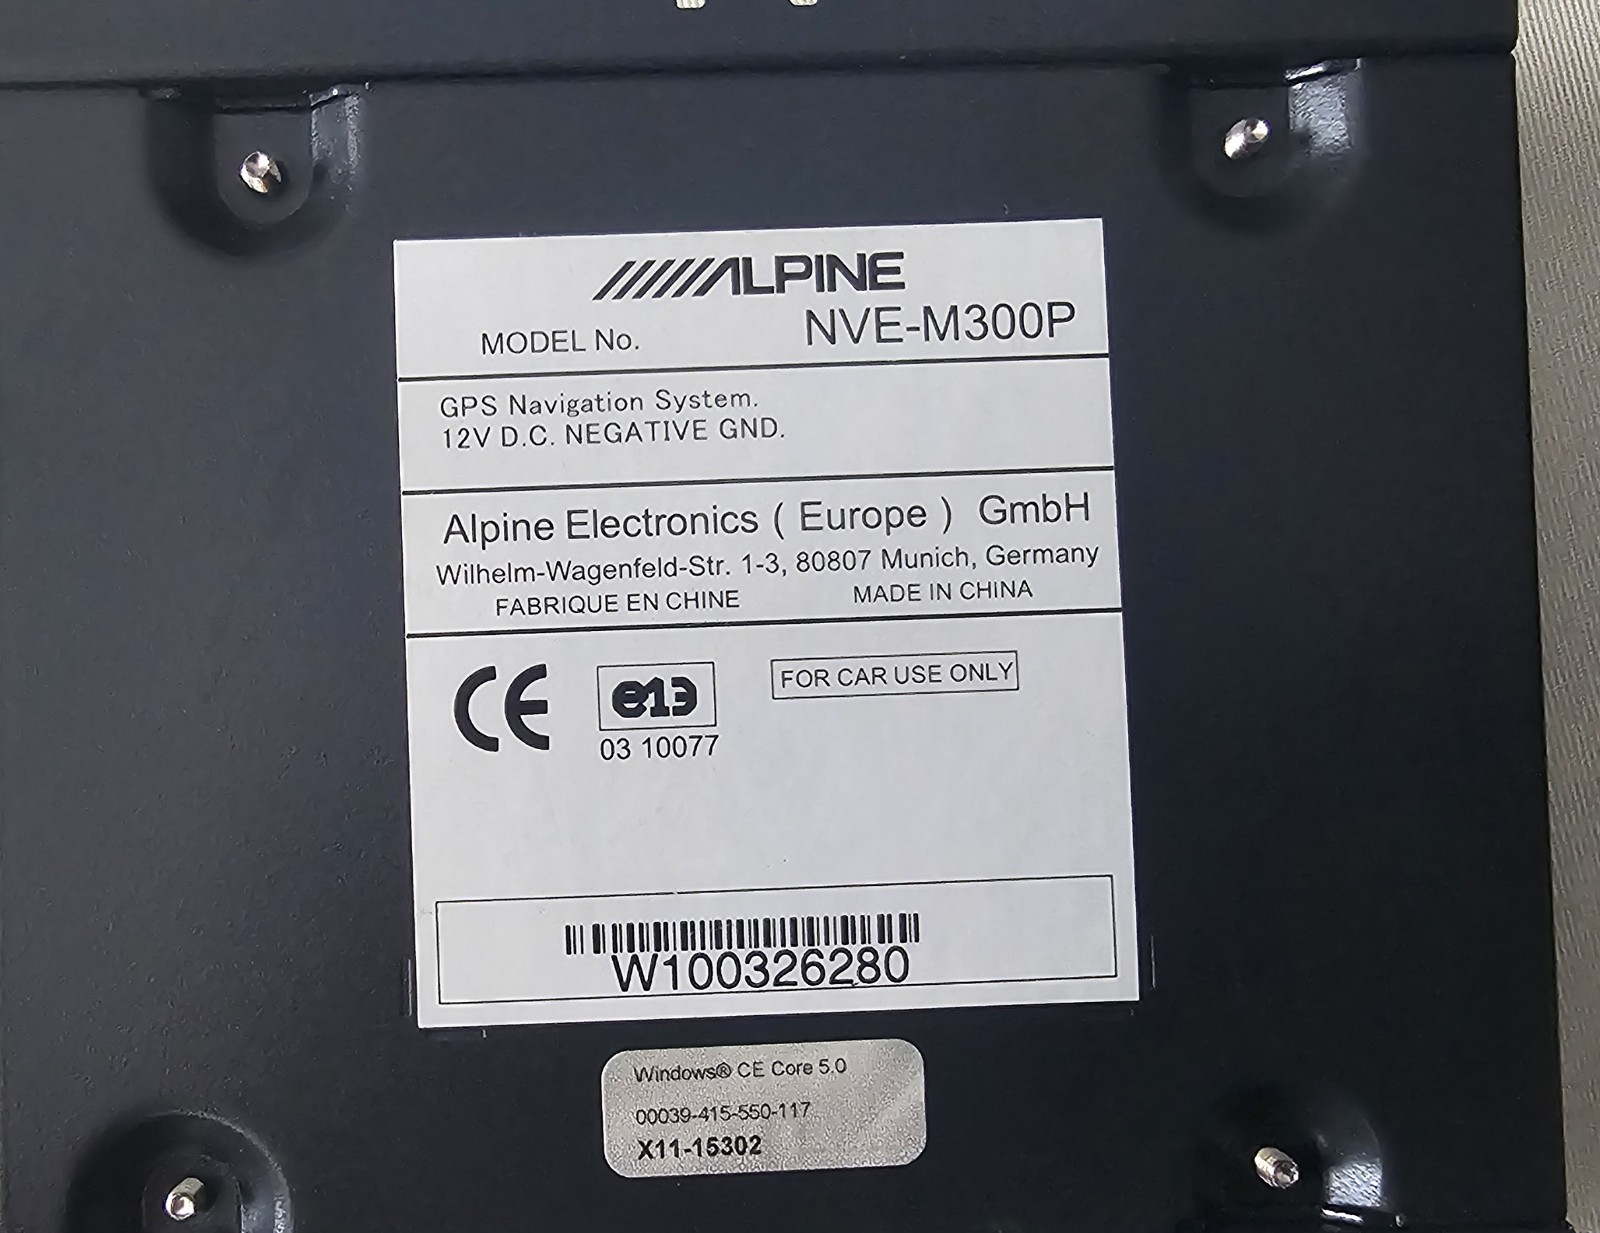 ALPINE
MODEL No. NVE-M300P
GPS Navigation System.
12V D.C. NEGATIVE GND.
Alpine Electronics ( Europe ) GmbH
Wilhelm-Wagenfeld-Str. 1-3, 80807 Munich, Germany
FABRIQUE EN CHINE MADE IN CHINA
CE e13 FOR CAR USE ONLY
03 10077
W100326280
Windows® CE Core 5.0
00039-415-550-117
X11-15302